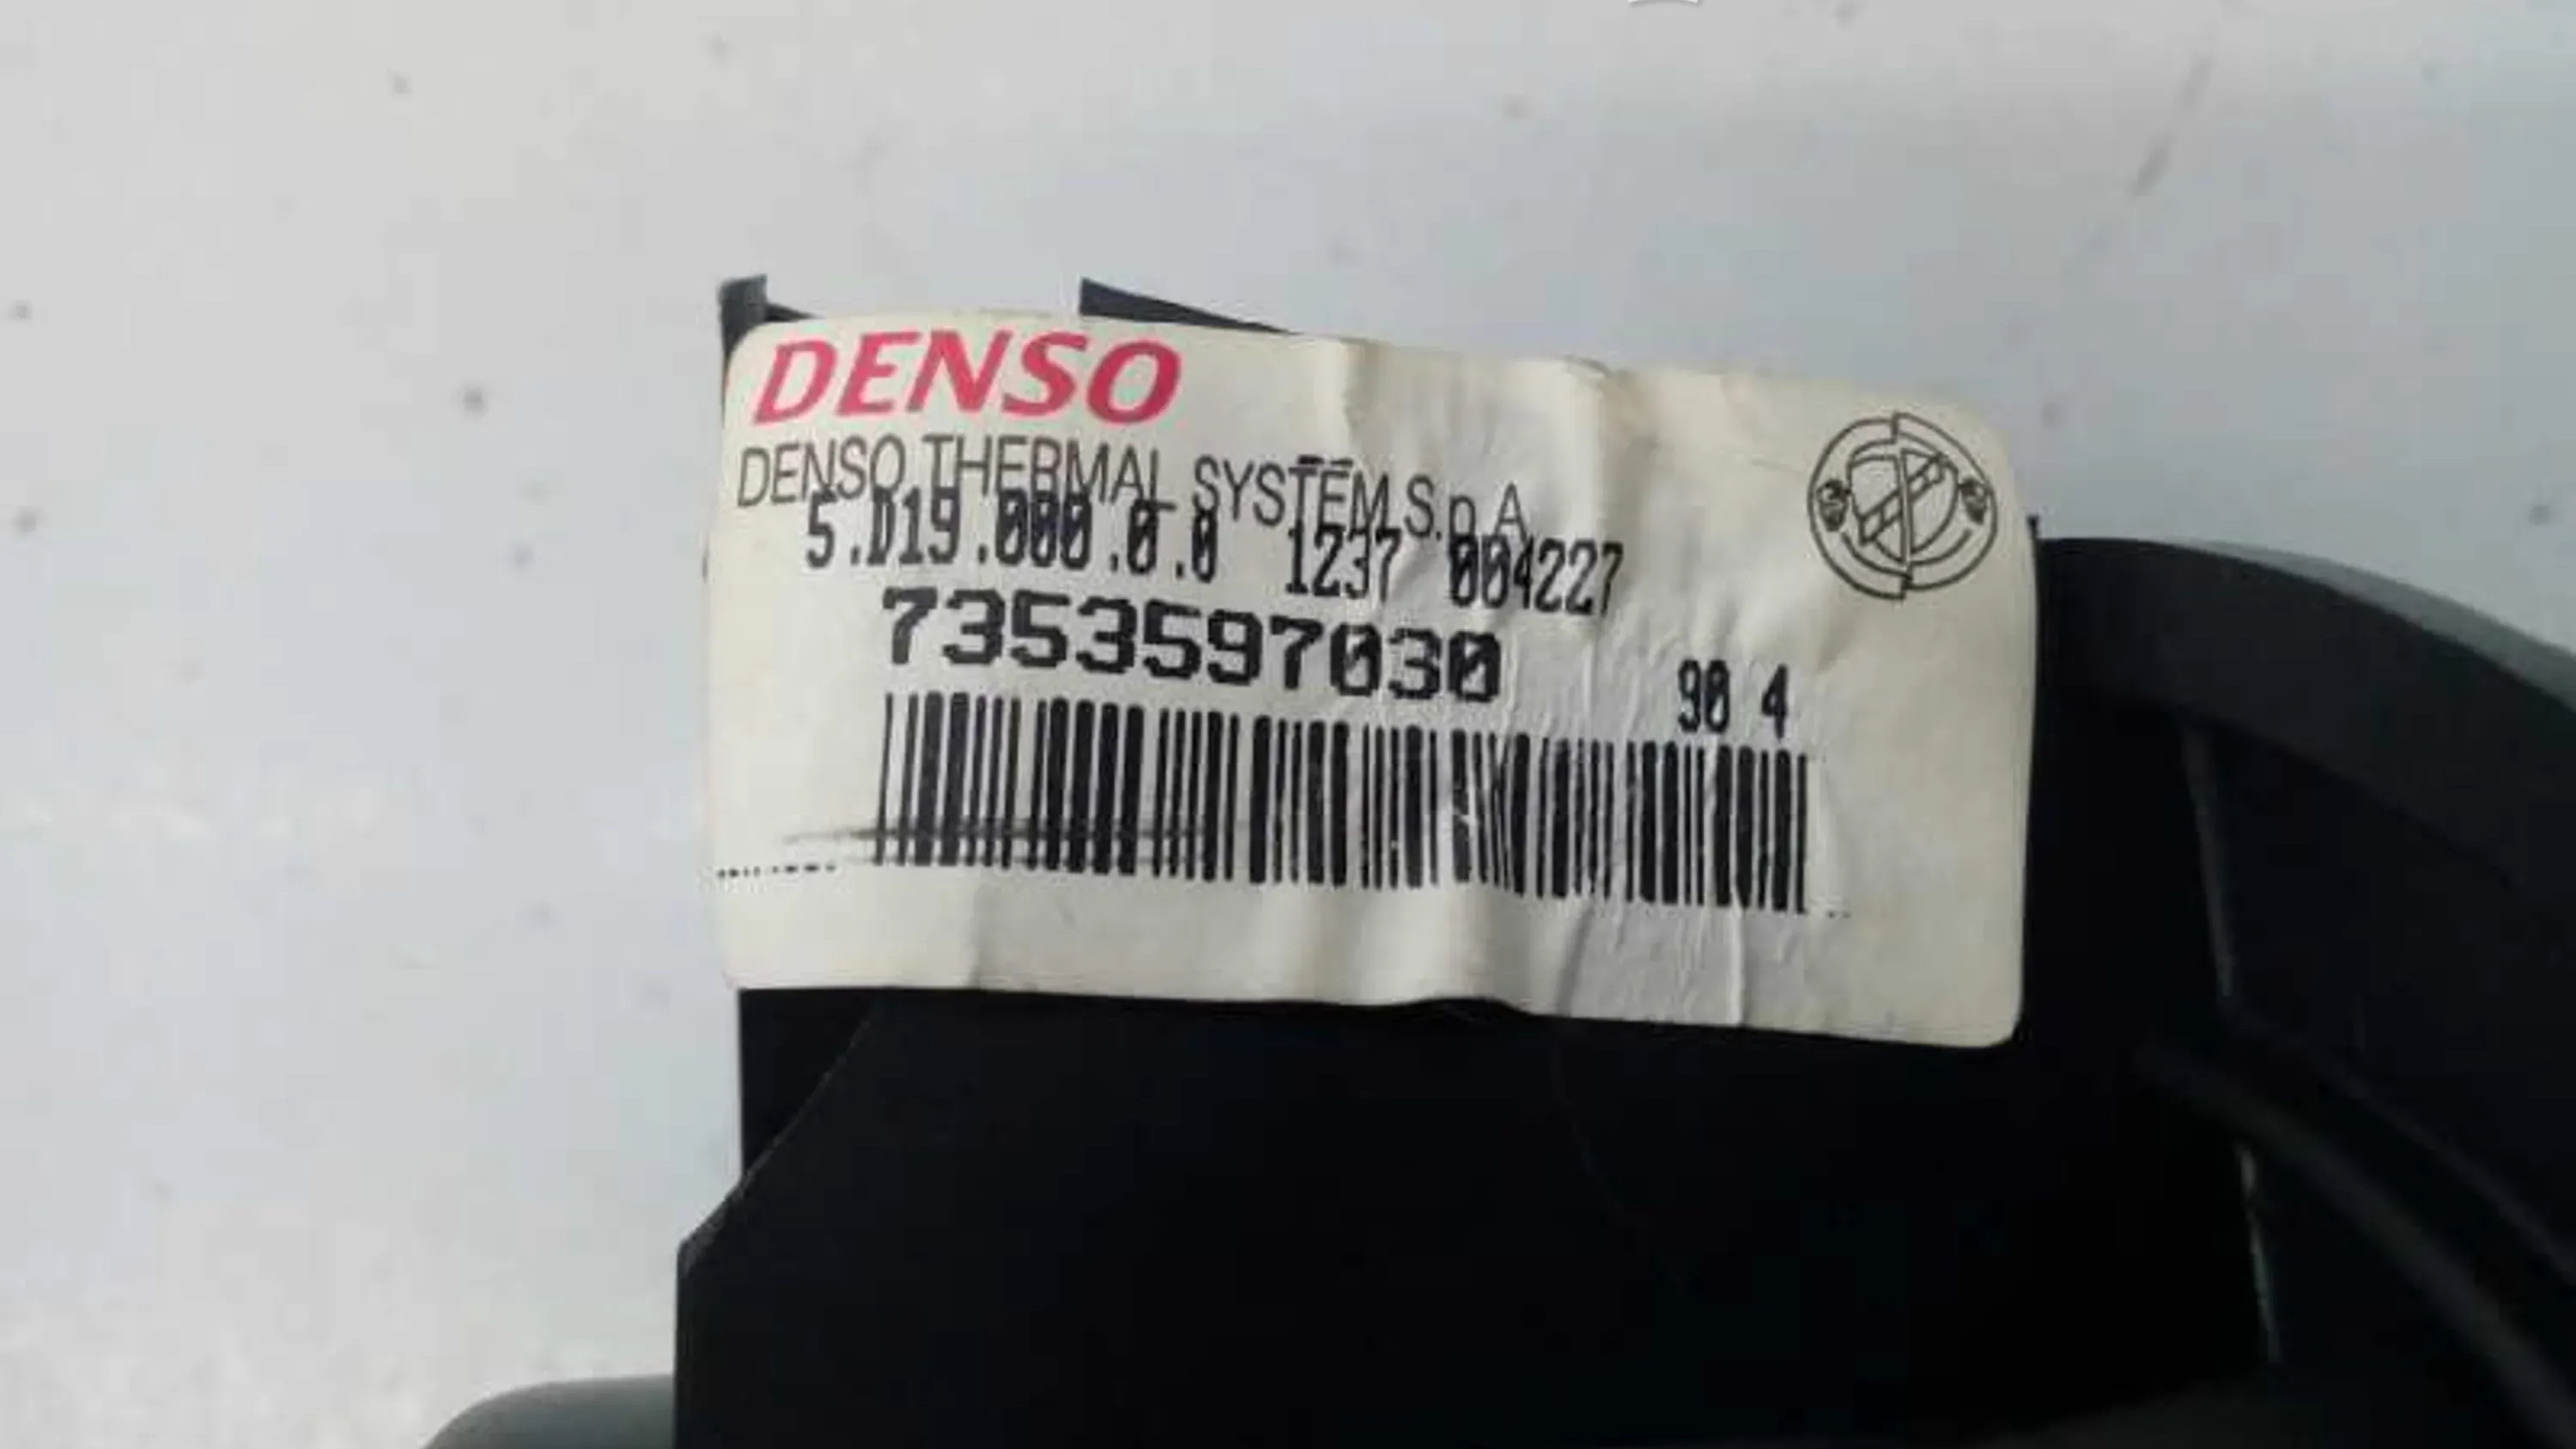 DENSO
DENSO THERMAL SYSTEM S.p.A.
5.D19.000.0.0 1237 004227
7353597030
90 4